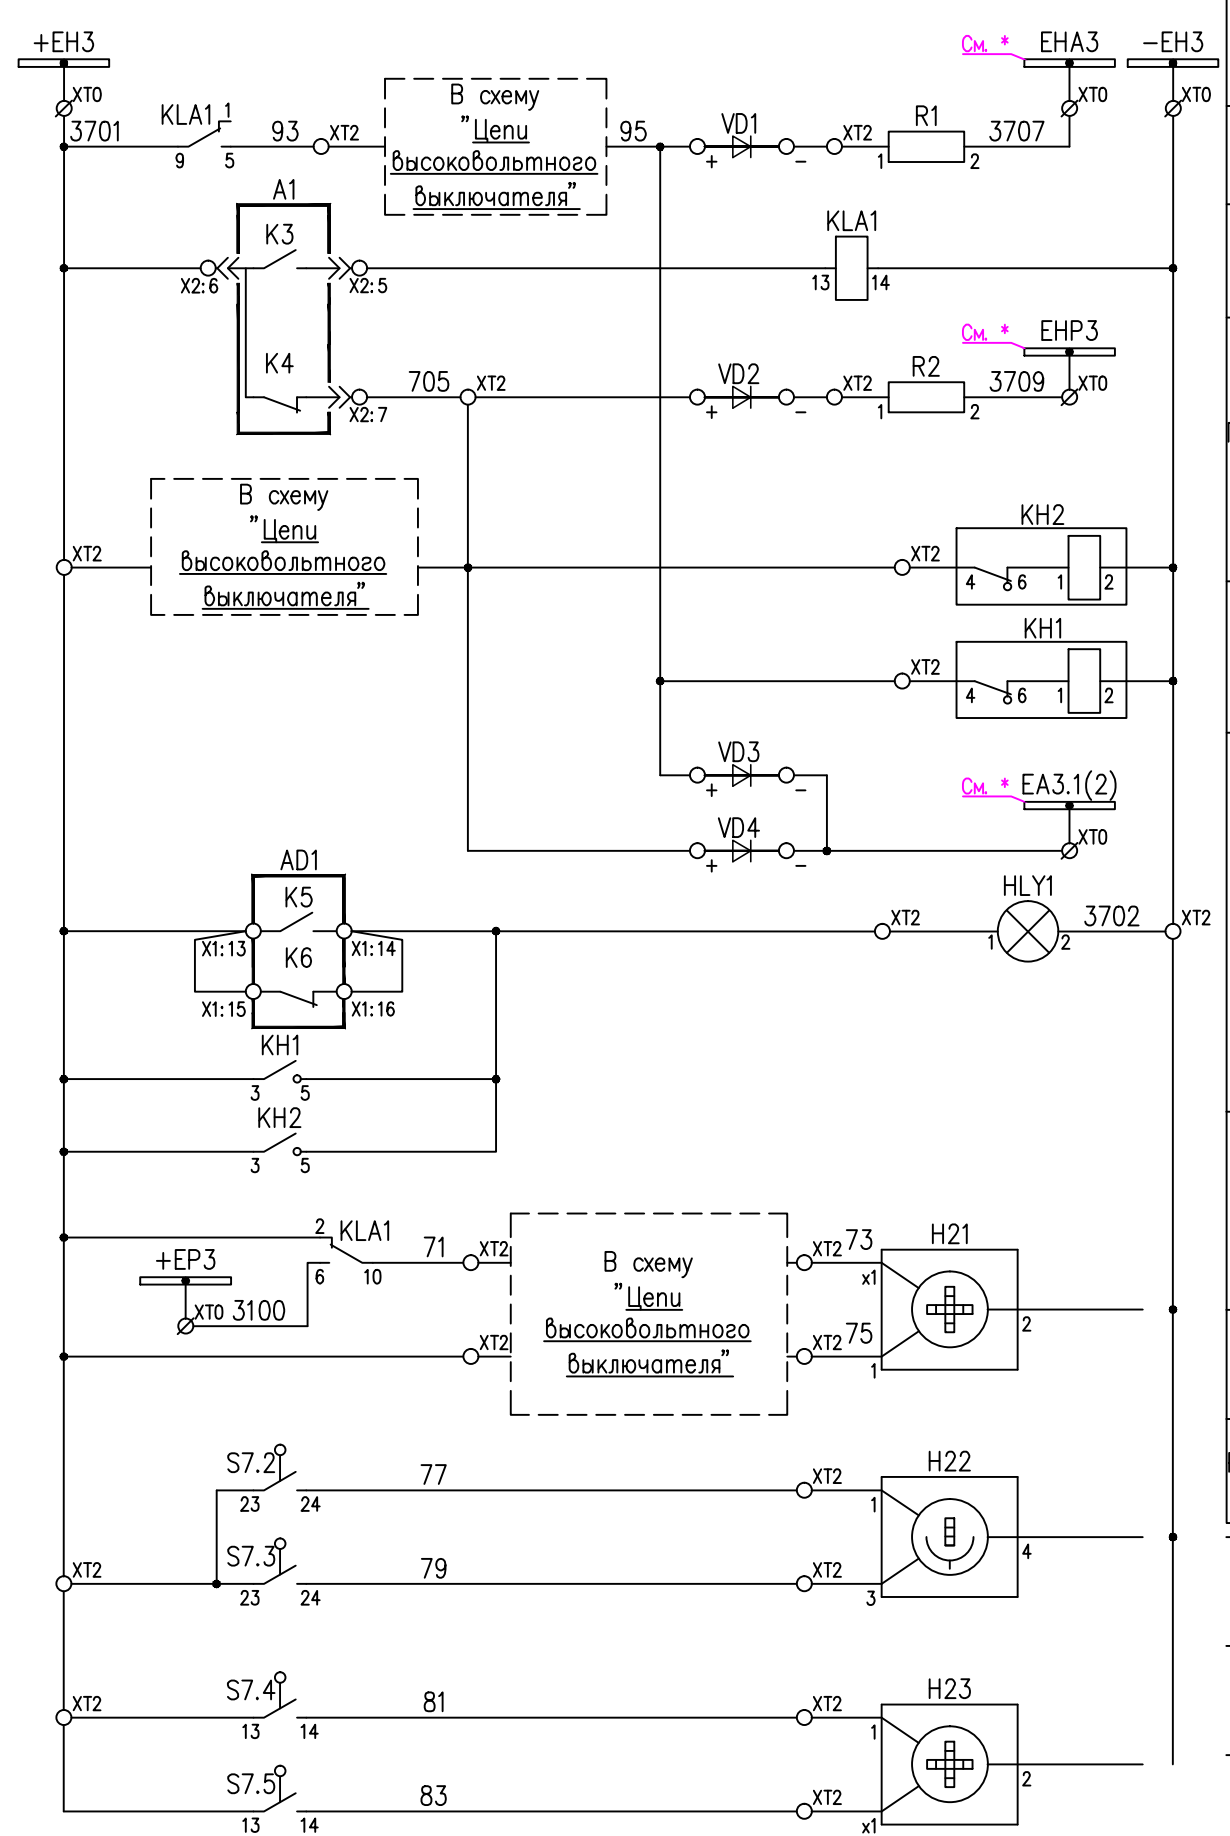 +EH3
См. *
EHA3
−EH3
XT0
XT0
XT0
3701
KLA1
1
9
5
93
XT2
В схему
"Цепи
высоковольтного
выключателя"
95
VD1
+
−
XT2
R1
1
2
3707
A1
K3
X2:6
X2:5
KLA1
13
14
K4
X2:7
705
XT2
VD2
+
−
XT2
R2
1
2
3709
См. *
EHP3
XT0
В схему
"Цепи
высоковольтного
выключателя"
XT2
XT2
KH2
4
6
1
2
XT2
KH1
4
6
1
2
VD3
+
−
См. *
EA3.1(2)
VD4
+
−
XT0
AD1
K5
X1:13
X1:14
K6
X1:15
X1:16
XT2
HLY1
1
2
3702
XT2
KH1
3
5
KH2
3
5
2
KLA1
6
10
71
XT2
+EP3
XT0
3100
XT2
В схему
"Цепи
высоковольтного
выключателя"
XT2
73
XT2
75
H21
x1
1
2
S7.2
23
24
77
XT2
H22
1
3
4
XT2
S7.3
23
24
79
XT2
XT2
S7.4
13
14
81
XT2
H23
1
x1
2
S7.5
13
14
83
XT2